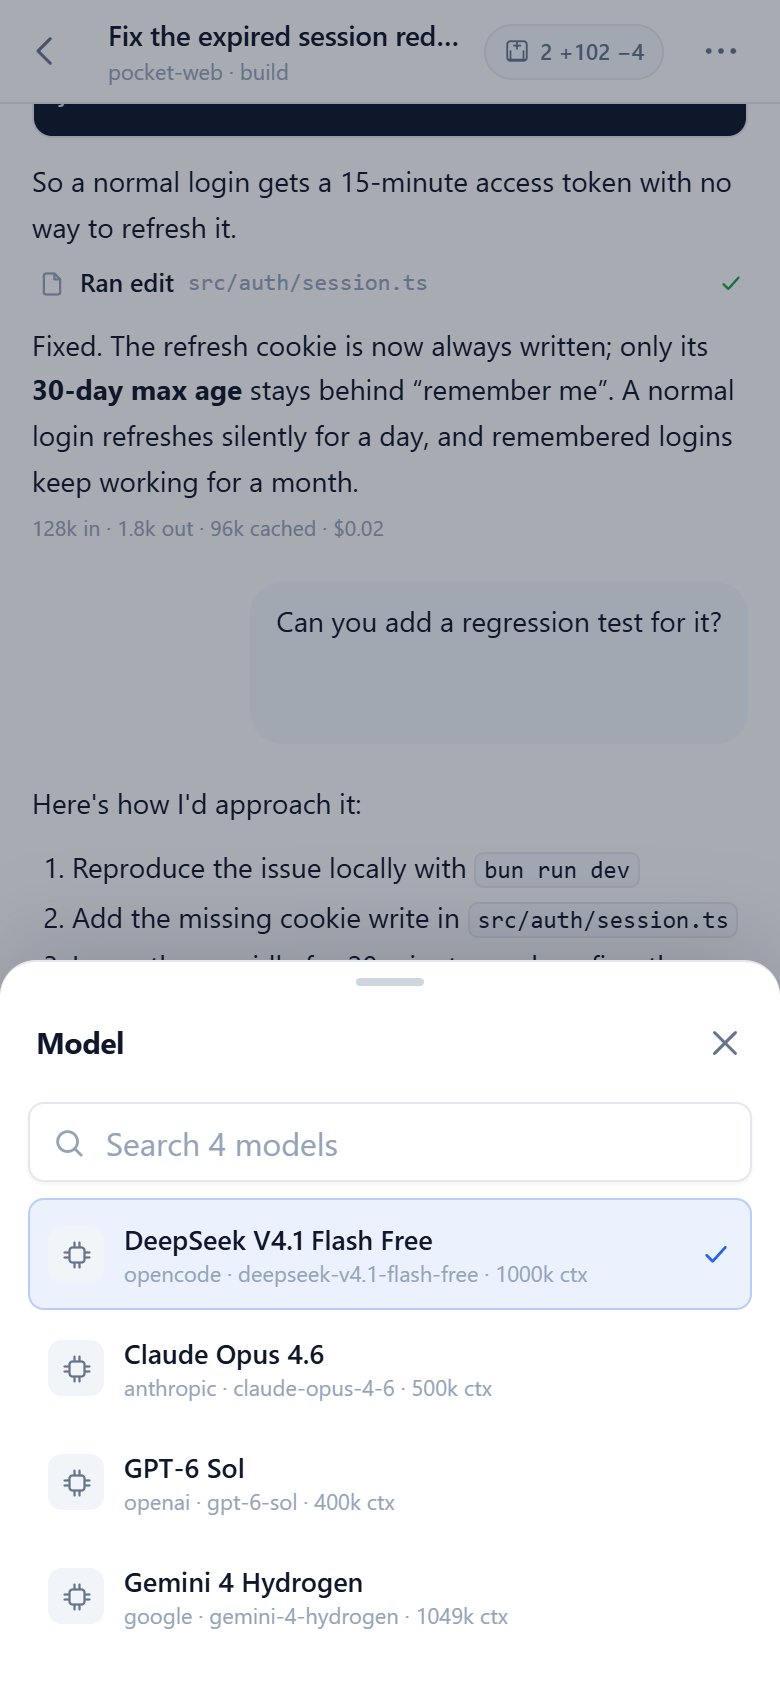 Fix the expired session red...
pocket-web · build
2 +102 −4
So a normal login gets a 15-minute access token with no
way to refresh it.
Ran edit src/auth/session.ts
Fixed. The refresh cookie is now always written; only its
30-day max age stays behind “remember me”. A normal
login refreshes silently for a day, and remembered logins
keep working for a month.
128k in · 1.8k out · 96k cached · $0.02
Can you add a regression test for it?
Here's how I'd approach it:
1. Reproduce the issue locally with bun run dev
2. Add the missing cookie write in src/auth/session.ts
Model
Search 4 models
DeepSeek V4.1 Flash Free
opencode · deepseek-v4.1-flash-free · 1000k ctx
Claude Opus 4.6
anthropic · claude-opus-4-6 · 500k ctx
GPT-6 Sol
openai · gpt-6-sol · 400k ctx
Gemini 4 Hydrogen
google · gemini-4-hydrogen · 1049k ctx